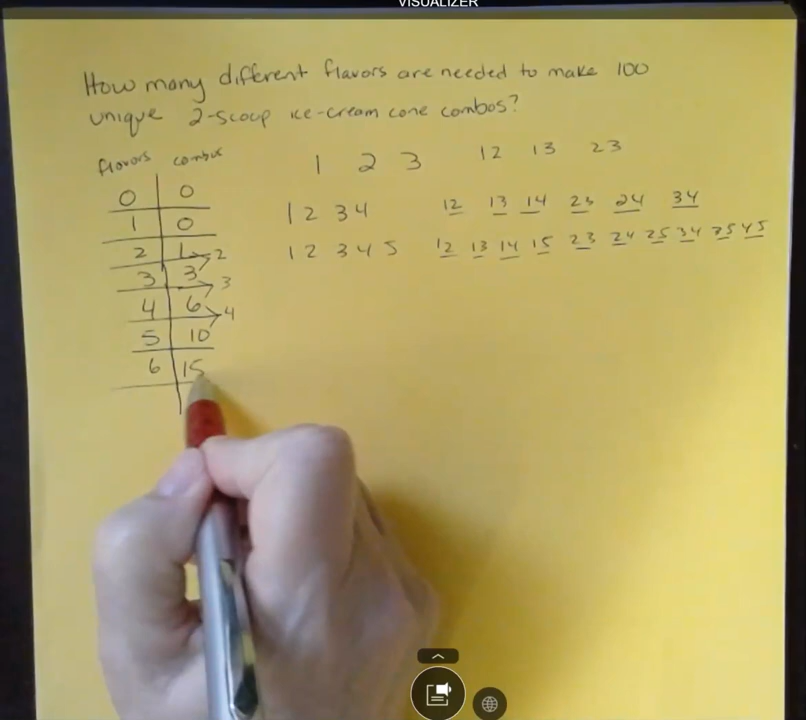 VISUALIZER
How many different flavors are needed to make 100
unique 2-scoop ice-cream cone combos?
flavors combos
0 0
1 0
2 1 2
3 3 3
4 6 4
5 10
6 15
1 2 3 12 13 23
1 2 3 4 12 13 14 23 24 34
1 2 3 4 5 12 13 14 15 23 24 25 34 35 45